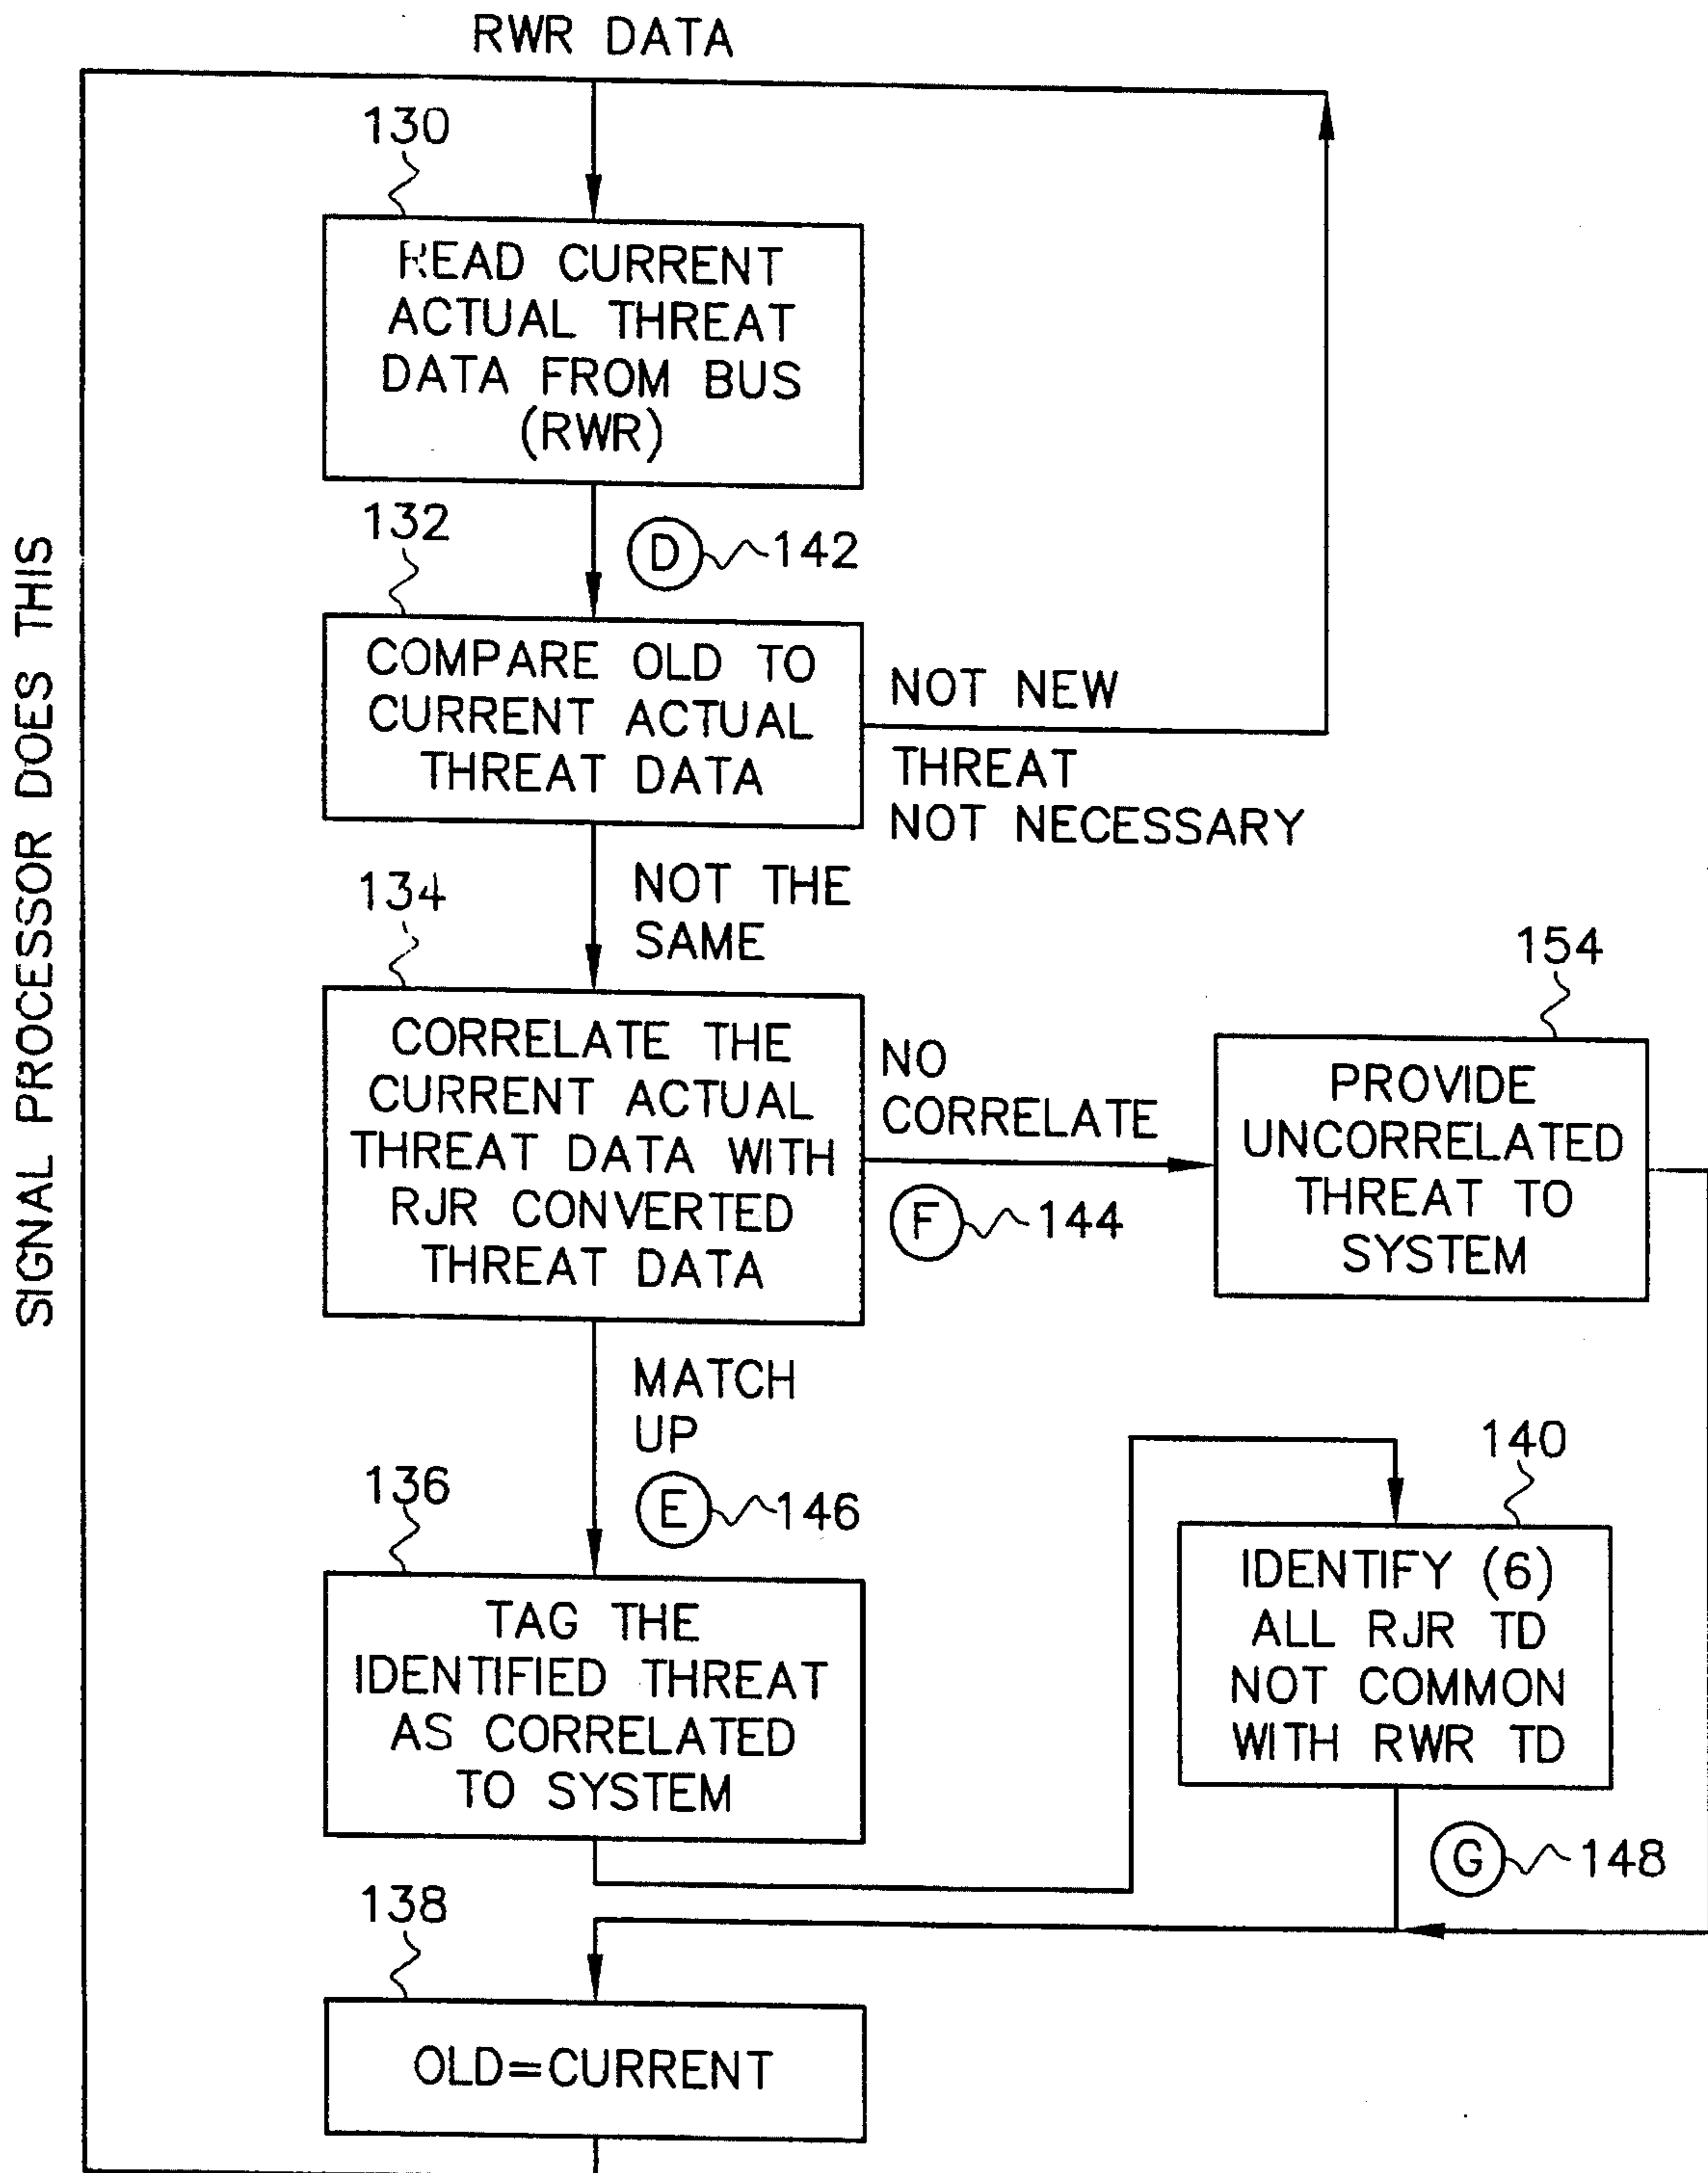 RWR DATA
130
READ CURRENT
ACTUAL THREAT
DATA FROM BUS
(RWR)
132
D
142
COMPARE OLD TO
CURRENT ACTUAL
THREAT DATA
NOT NEW
THREAT
NOT NECESSARY
SIGNAL PROCESSOR DOES THIS
134
NOT THE
SAME
CORRELATE THE
CURRENT ACTUAL
THREAT DATA WITH
RJR CONVERTED
THREAT DATA
NO
CORRELATE
F
144
154
PROVIDE
UNCORRELATED
THREAT TO
SYSTEM
MATCH
UP
E
146
136
TAG THE
IDENTIFIED THREAT
AS CORRELATED
TO SYSTEM
140
IDENTIFY (6)
ALL RJR TD
NOT COMMON
WITH RWR TD
G
148
138
OLD=CURRENT